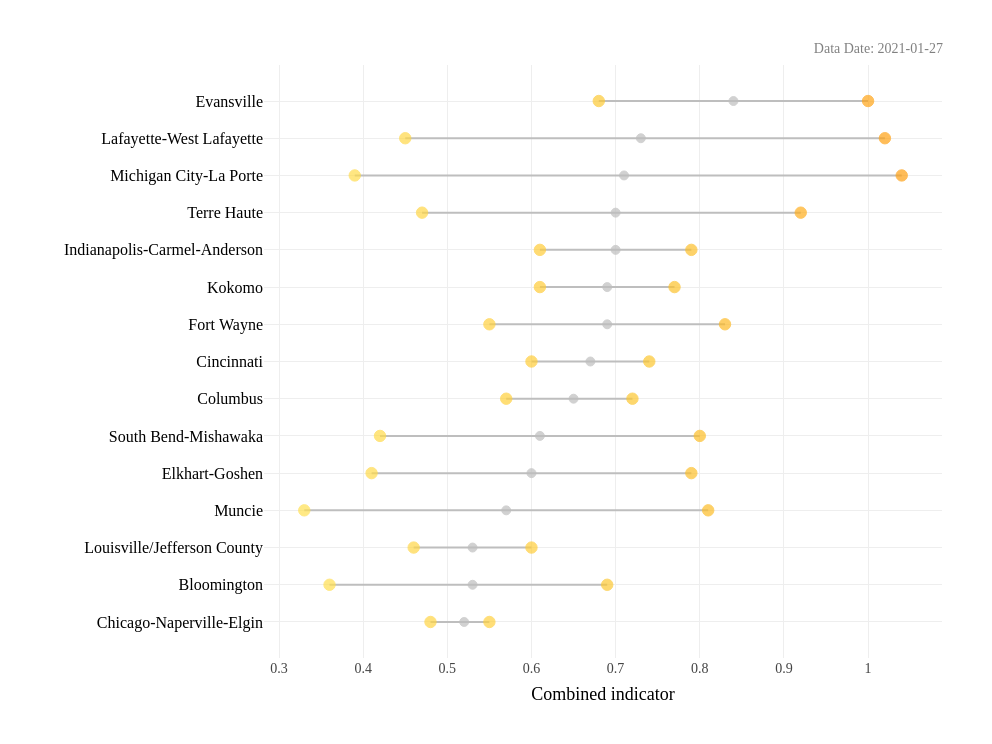 Data Date: 2021-01-27
Evansville
Lafayette-West Lafayette
Michigan City-La Porte
Terre Haute
Indianapolis-Carmel-Anderson
Kokomo
Fort Wayne
Cincinnati
Columbus
South Bend-Mishawaka
Elkhart-Goshen
Muncie
Louisville/Jefferson County
Bloomington
Chicago-Naperville-Elgin
0.3 0.4 0.5 0.6 0.7 0.8 0.9 1
Combined indicator